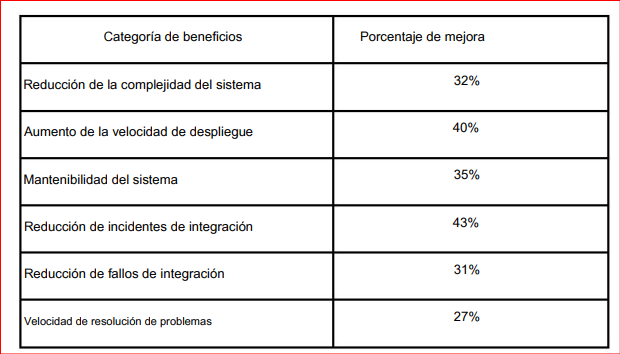 Categoría de beneficios Porcentaje de mejora
Reducción de la complejidad del sistema 32%
Aumento de la velocidad de despliegue 40%
Mantenibilidad del sistema 35%
Reducción de incidentes de integración 43%
Reducción de fallos de integración 31%
Velocidad de resolución de problemas 27%